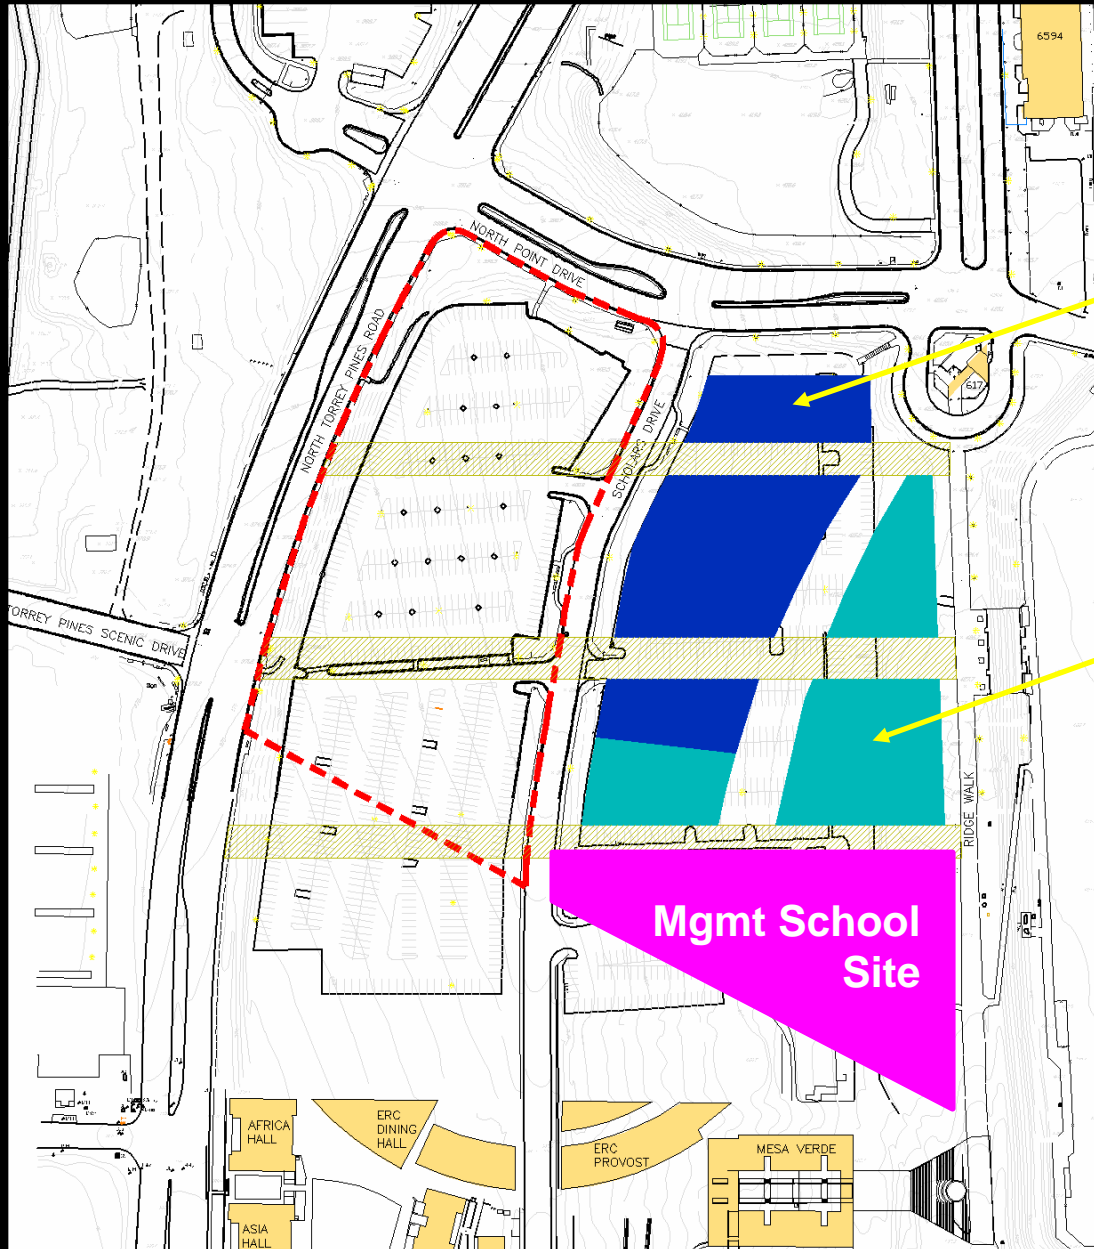 6594
NORTH POINT DRIVE
NORTH TORREY PINES ROAD
617
SCHOLARS DRIVE
TORREY PINES SCENIC DRIVE
RIDGE WALK
Mgmt School
Site
AFRICA
HALL
ERC
DINING
HALL
ERC
PROVOST
MESA VERDE
ASIA
HALL